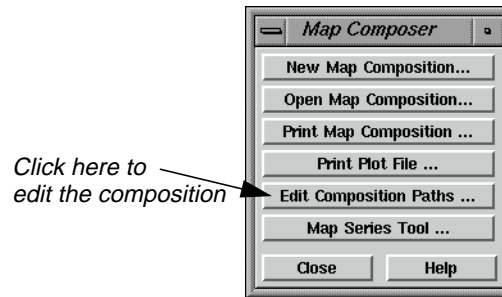 Map Composer
New Map Composition...
Open Map Composition...
Print Map Composition ...
Print Plot File ...
Click here to
edit the composition
Edit Composition Paths ...
Map Series Tool ...
Close Help